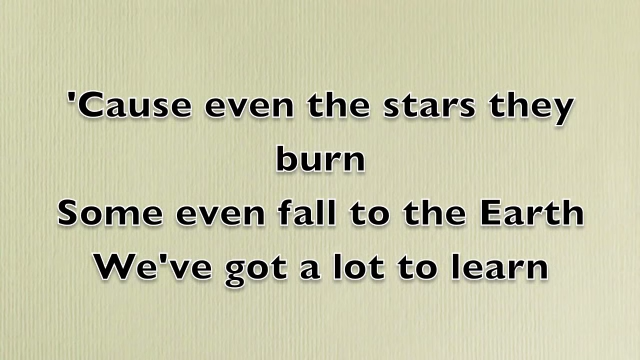 'Cause even the stars they
burn
Some even fall to the Earth
We've got a lot to learn